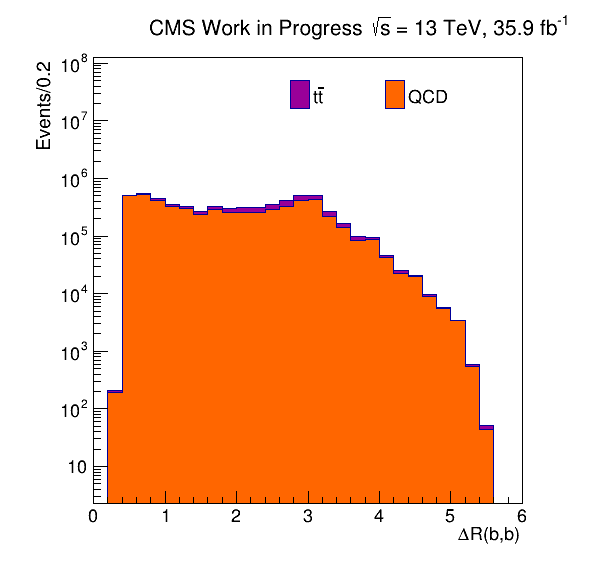 CMS Work in Progress √s = 13 TeV, 35.9 fb⁻¹
Events/0.2
tt̄
QCD
10⁸
10⁷
10⁶
10⁵
10⁴
10³
10²
10
0 1 2 3 4 5 6
ΔR(b,b)